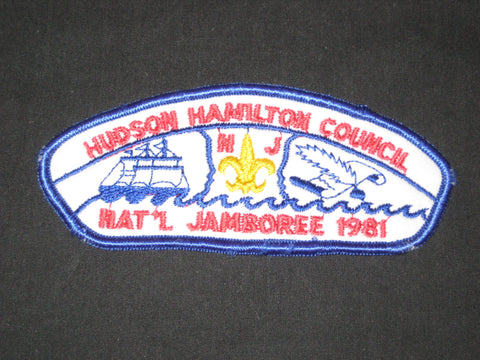 HUDSON HAMILTON COUNCIL
N J
NAT'L JAMBOREE 1981